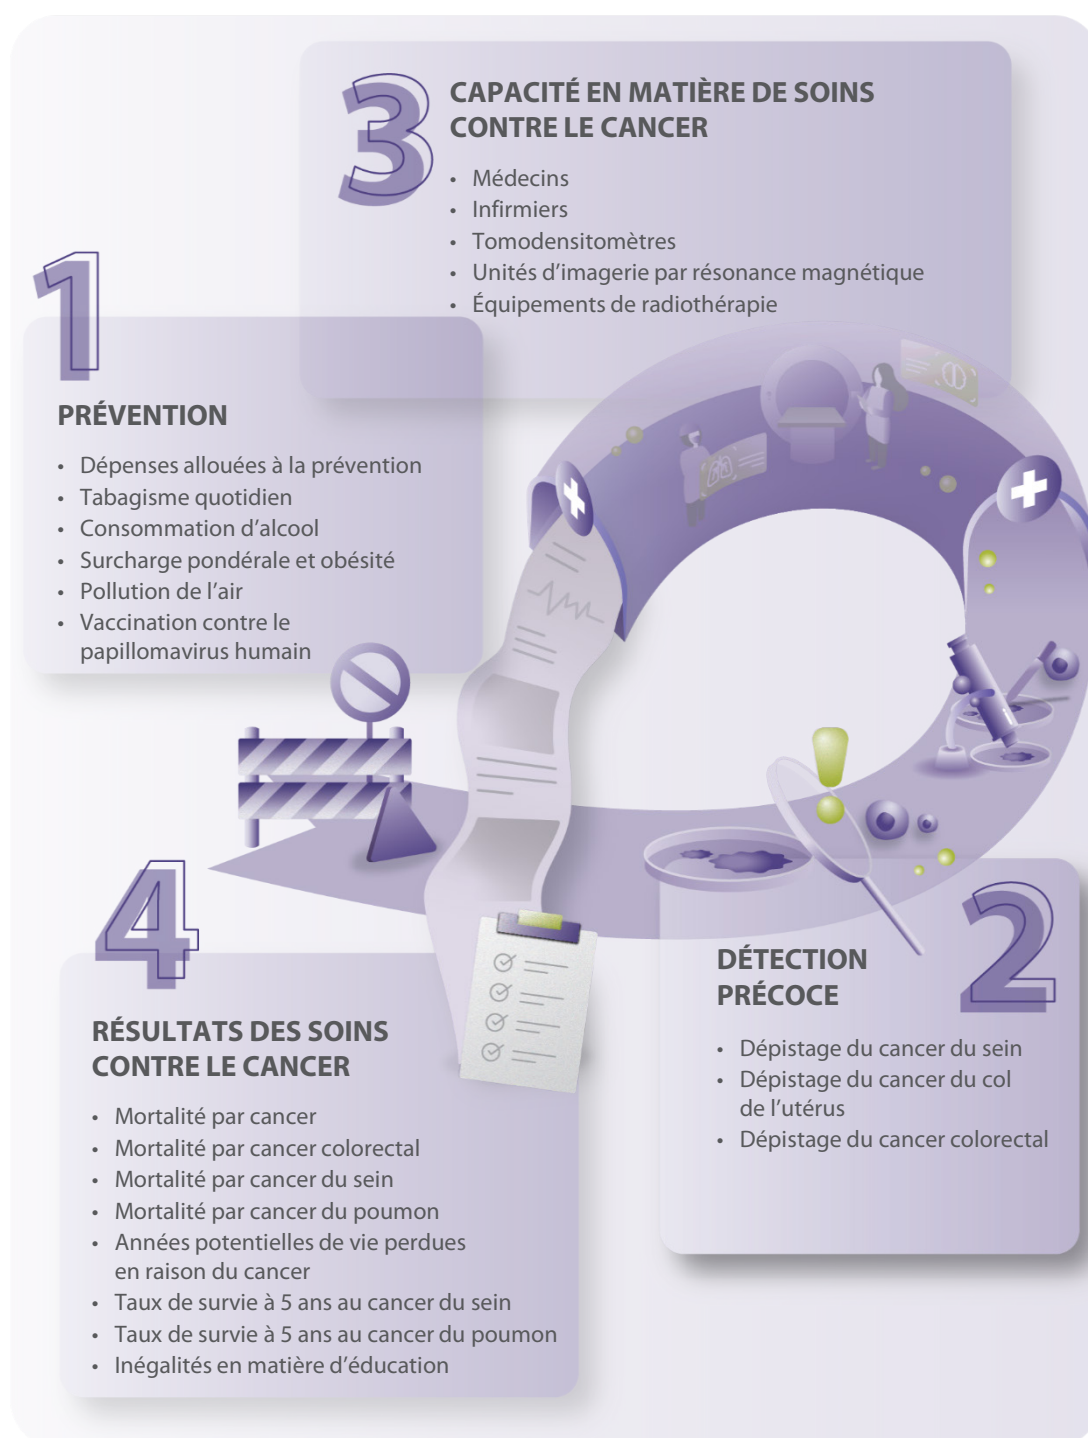 1
PRÉVENTION
• Dépenses allouées à la prévention
• Tabagisme quotidien
• Consommation d'alcool
• Surcharge pondérale et obésité
• Pollution de l'air
• Vaccination contre le
papillomavirus humain
2
DÉTECTION
PRÉCOCE
• Dépistage du cancer du sein
• Dépistage du cancer du col
de l'utérus
• Dépistage du cancer colorectal
3
CAPACITÉ EN MATIÈRE DE SOINS
CONTRE LE CANCER
• Médecins
• Infirmiers
• Tomodensitomètres
• Unités d'imagerie par résonance magnétique
• Équipements de radiothérapie
4
RÉSULTATS DES SOINS
CONTRE LE CANCER
• Mortalité par cancer
• Mortalité par cancer colorectal
• Mortalité par cancer du sein
• Mortalité par cancer du poumon
• Années potentielles de vie perdues
en raison du cancer
• Taux de survie à 5 ans au cancer du sein
• Taux de survie à 5 ans au cancer du poumon
• Inégalités en matière d'éducation